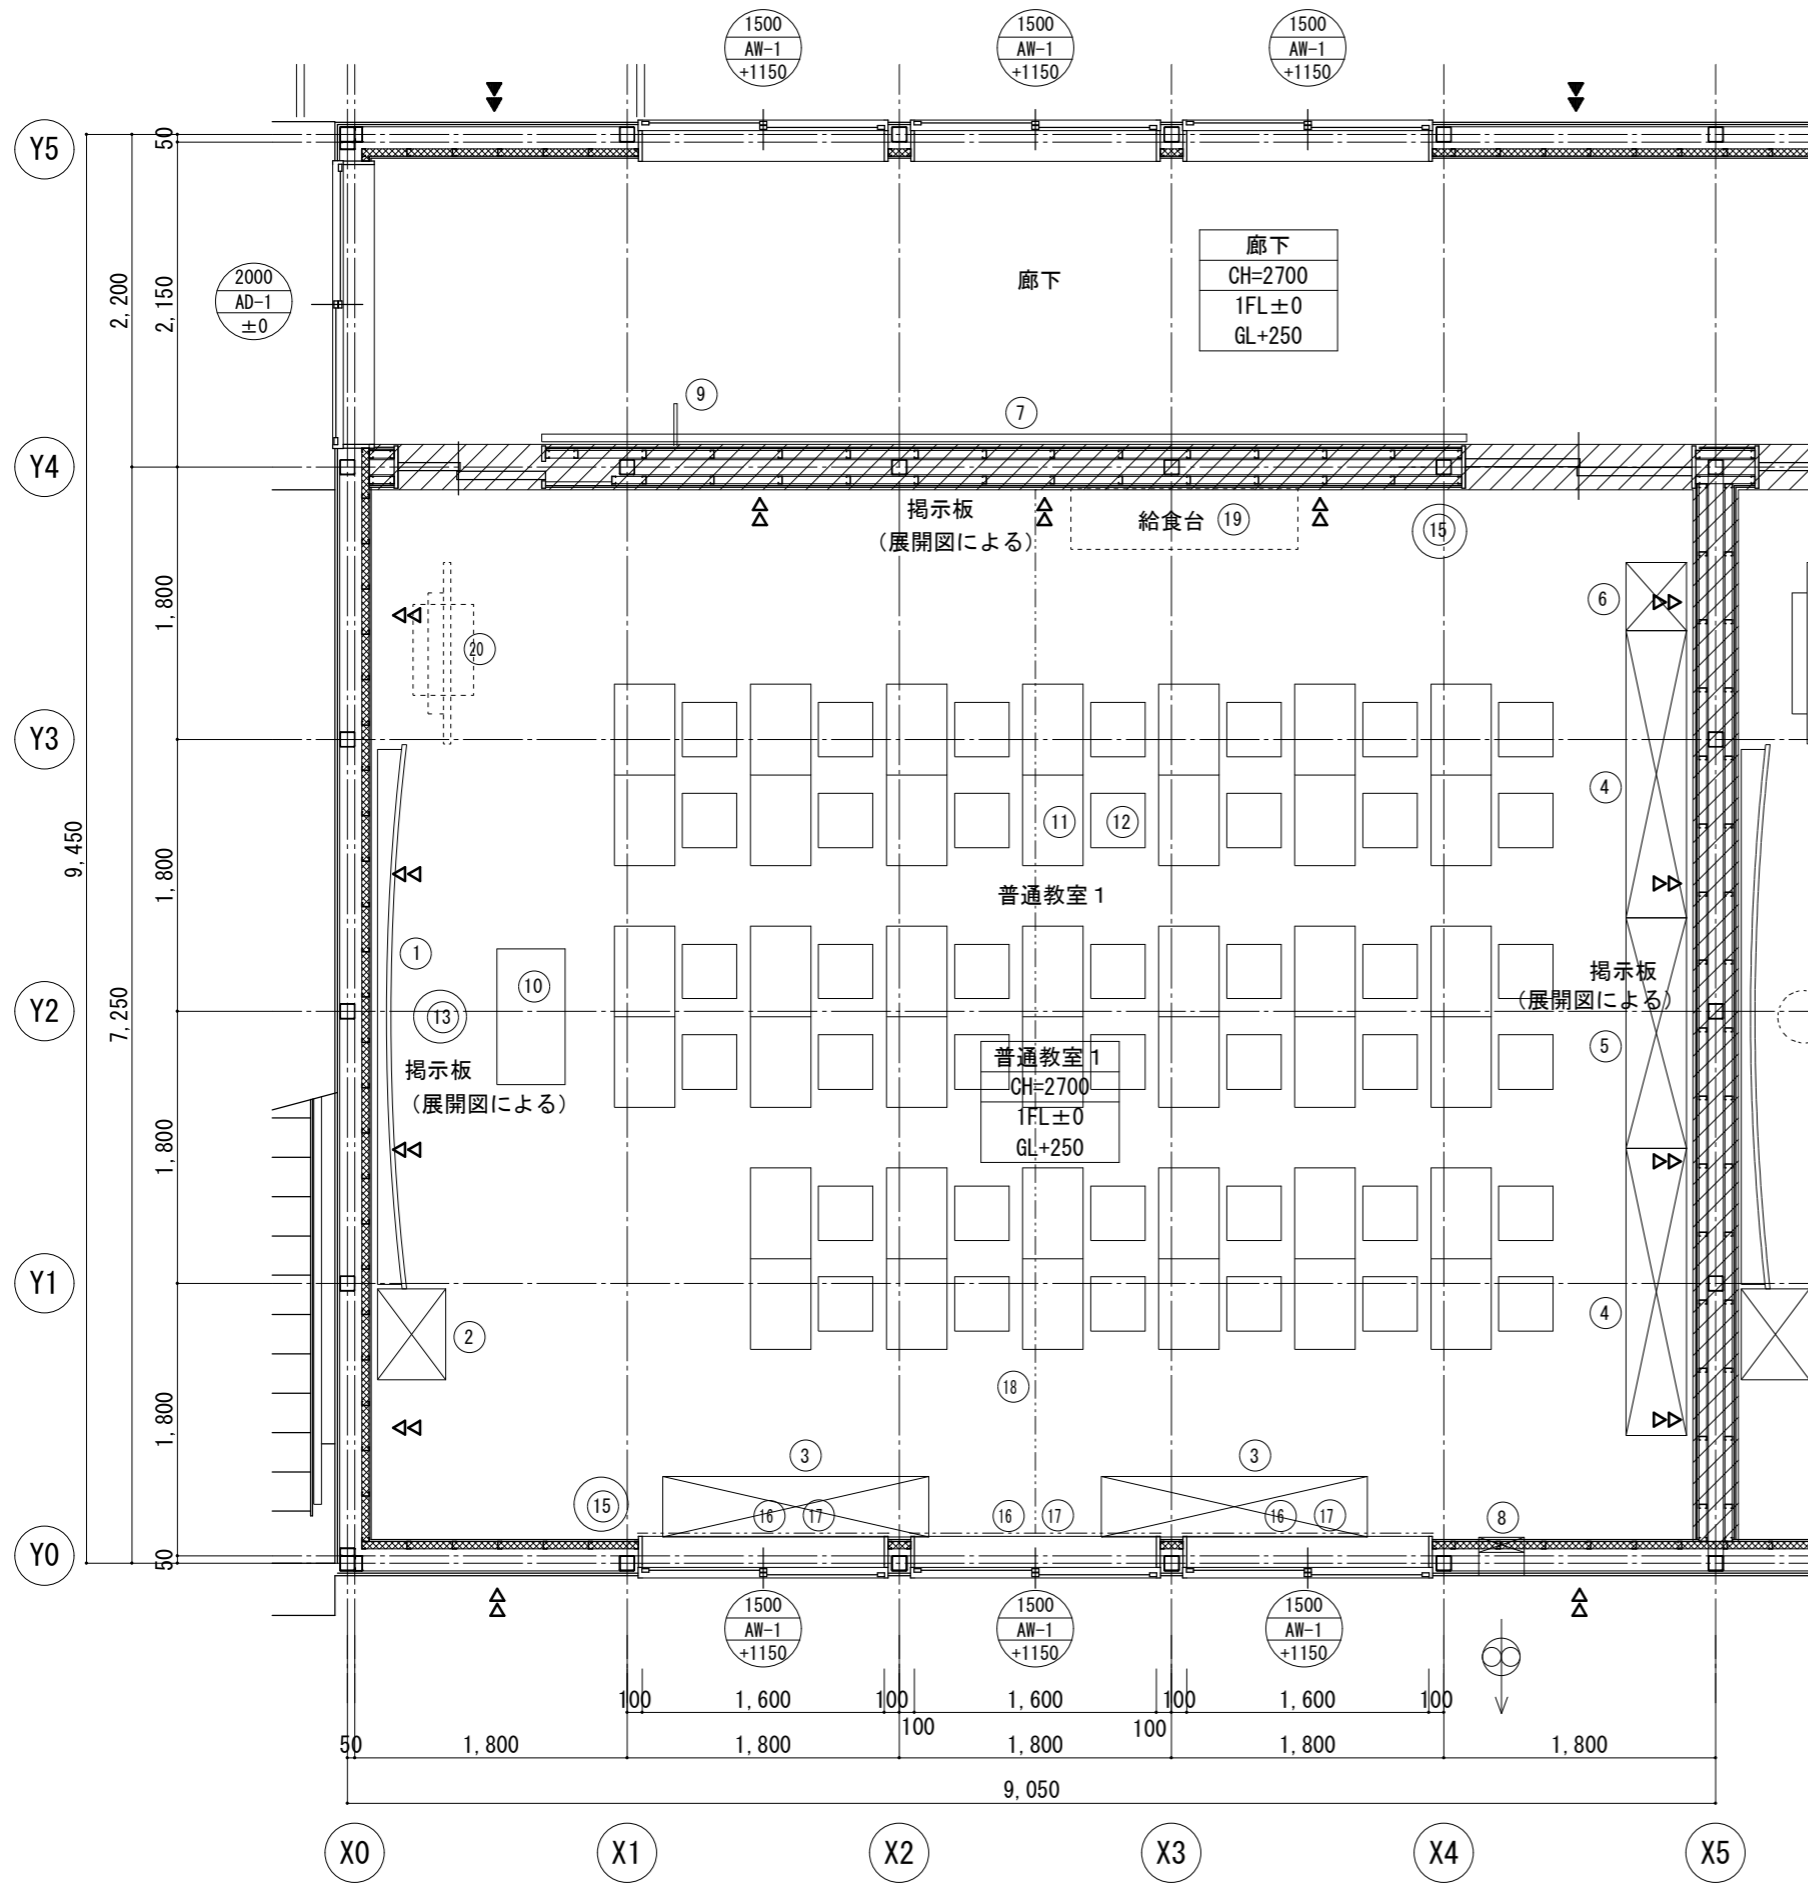 1500
AW-1
+1150
1500
AW-1
+1150
1500
AW-1
+1150
Y5
50
廊下
CH=2700
1FL±0
GL+250
廊下
2000
AD-1
±0
2,200
2,150
9
7
Y4
掲示板
(展開図による)
給食台
19
15
1,800
6
20
Y3
4
11
12
9,450
1,800
普通教室1
1
10
掲示板
(展開図による)
Y2
7,250
13
5
掲示板
(展開図による)
普通教室1
CH=2700
1FL±0
GL+250
1,800
Y1
4
2
18
1,800
3
3
15
16
17
16
17
16
17
8
Y0
50
1500
AW-1
+1150
1500
AW-1
+1150
1500
AW-1
+1150
100
1,600
100
1,600
100
1,600
100
100
100
50
1,800
1,800
1,800
1,800
1,800
9,050
X0
X1
X2
X3
X4
X5